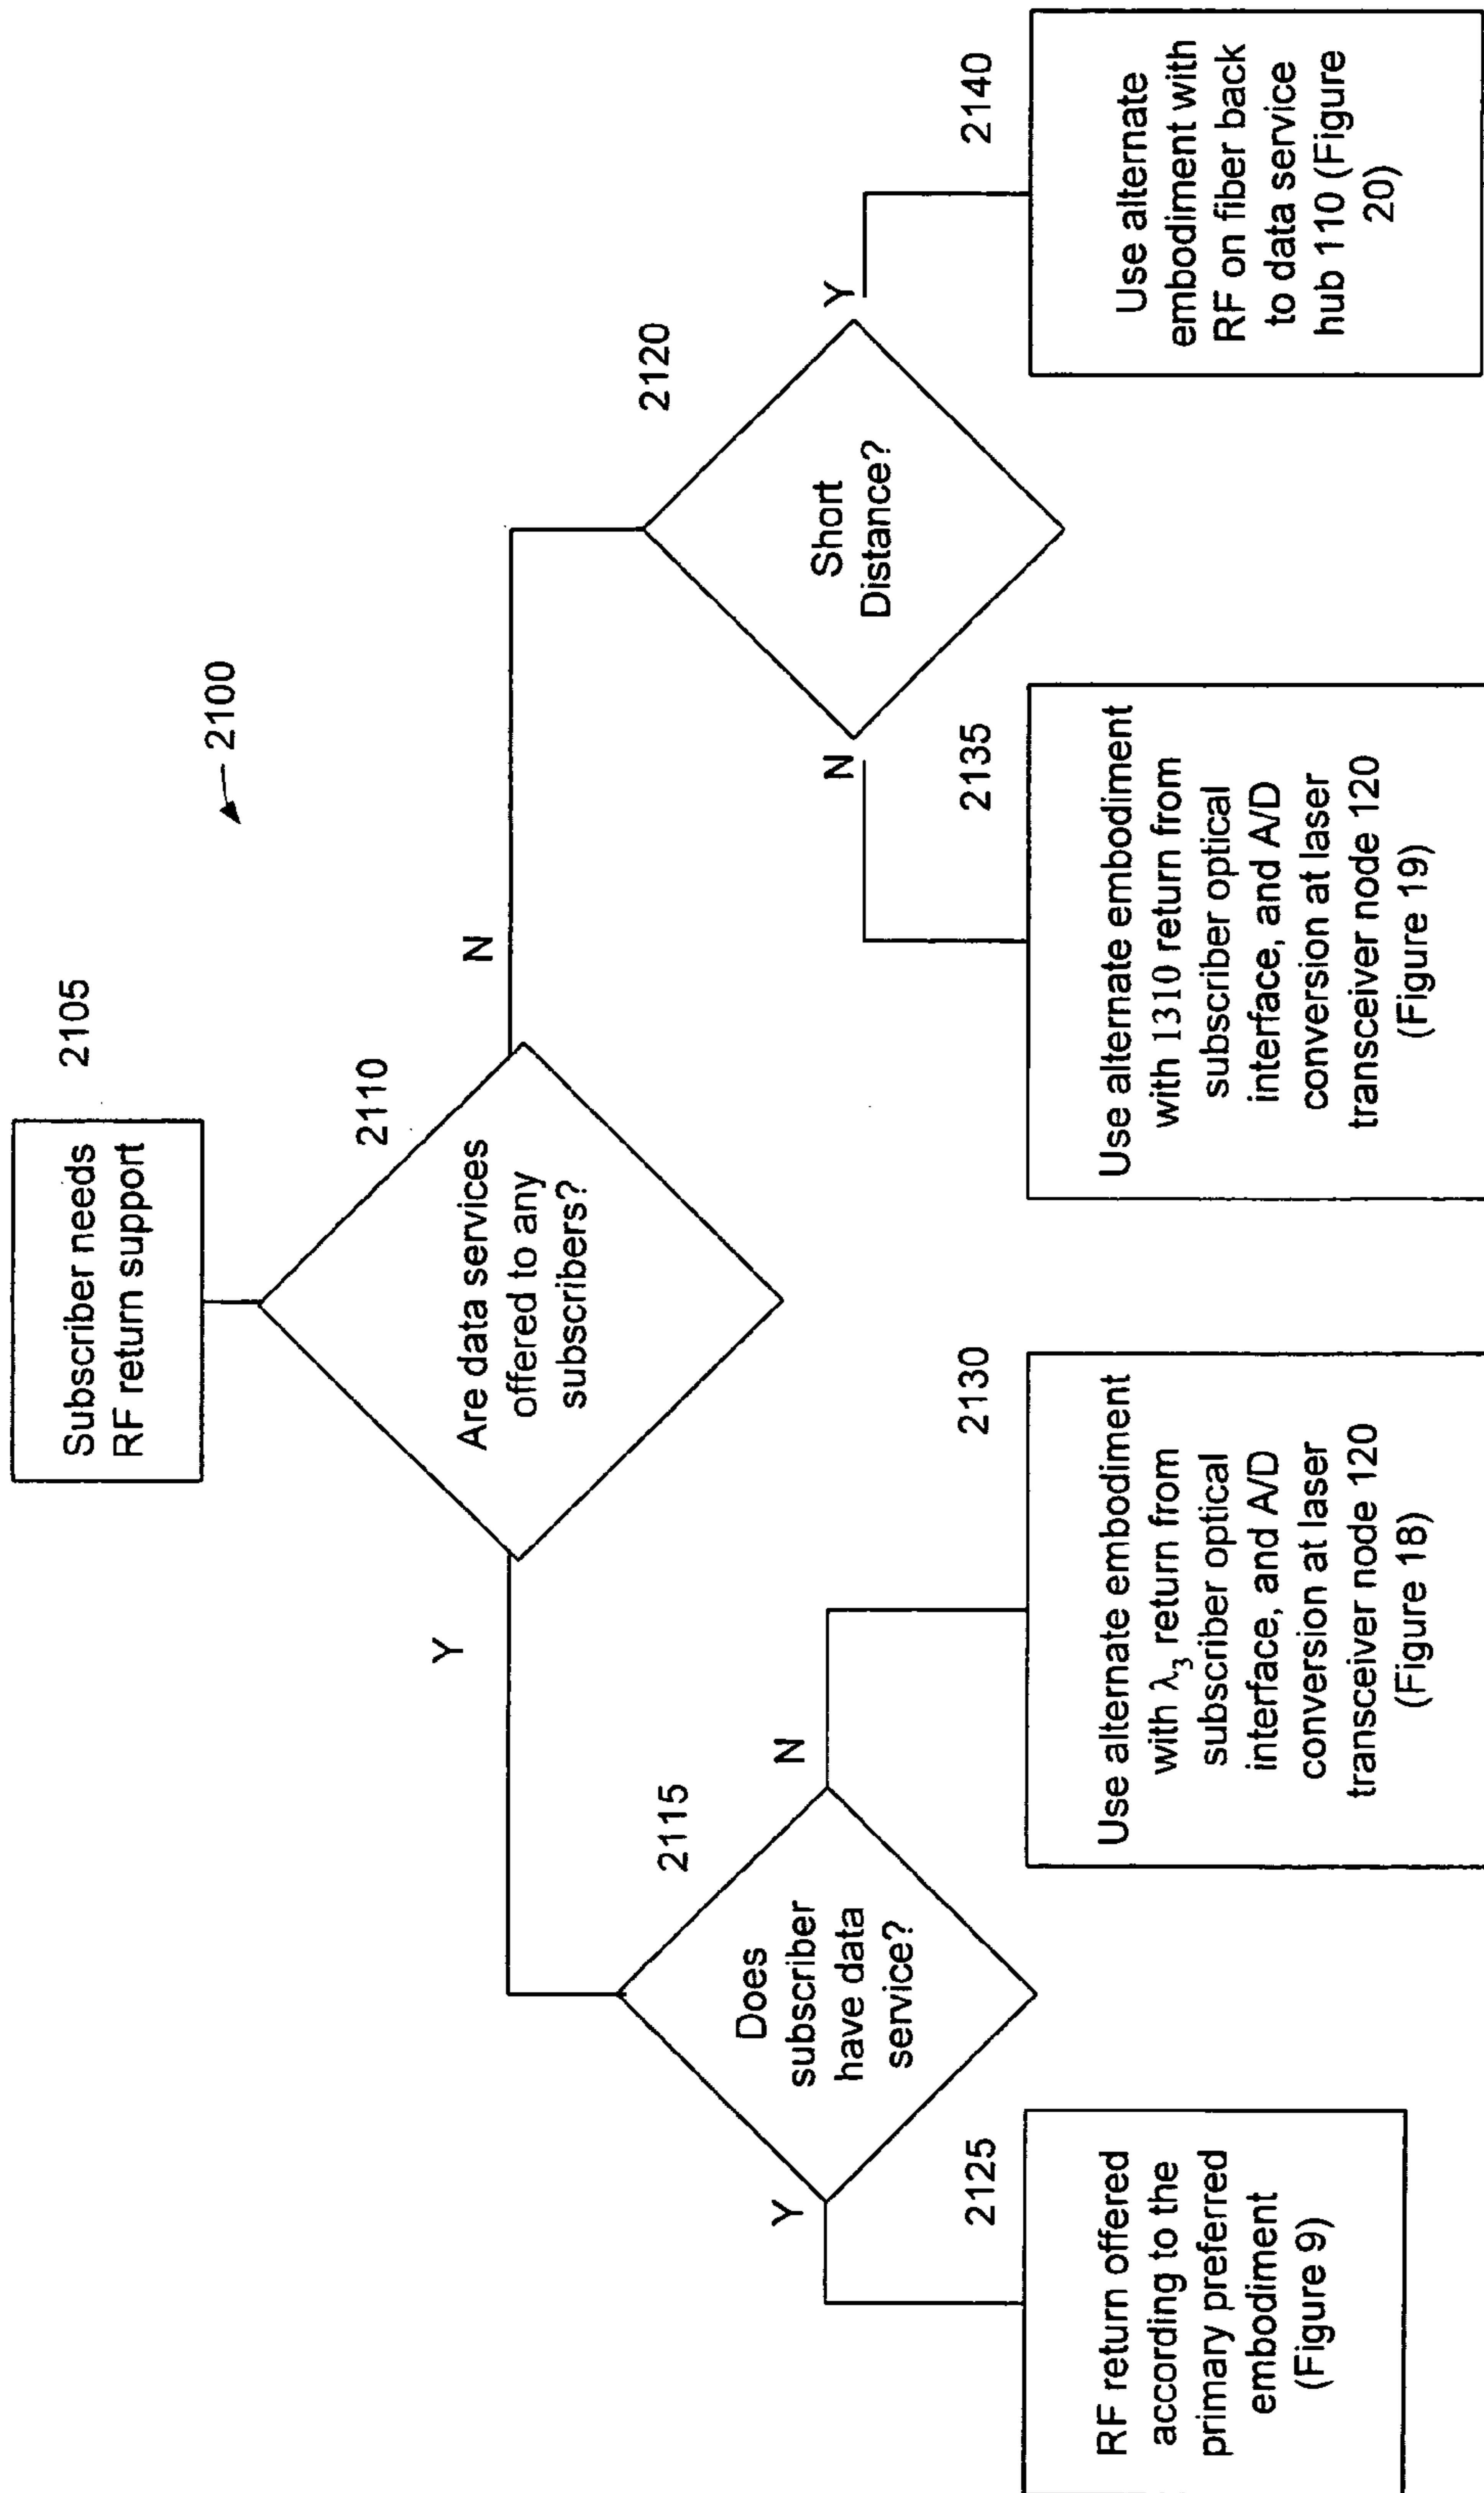 2100
2105
Subscriber needs
RF return support
2110
Are data services
offered to any
subscribers?
Y
N
2115
Does
subscriber
have data
service?
Y
N
2120
Short
Distance?
N
Y
2125
RF return offered
according to the
primary preferred
embodiment
(Figure 9)
2130
Use alternate embodiment
with λ₃ return from
subscriber optical
interface, and A/D
conversion at laser
transceiver node 120
(Figure 18)
2135
Use alternate embodiment
with 1310 return from
subscriber optical
interface, and A/D
conversion at laser
transceiver node 120
(Figure 19)
2140
Use alternate
embodiment with
RF on fiber back
to data service
hub 110 (Figure
20)